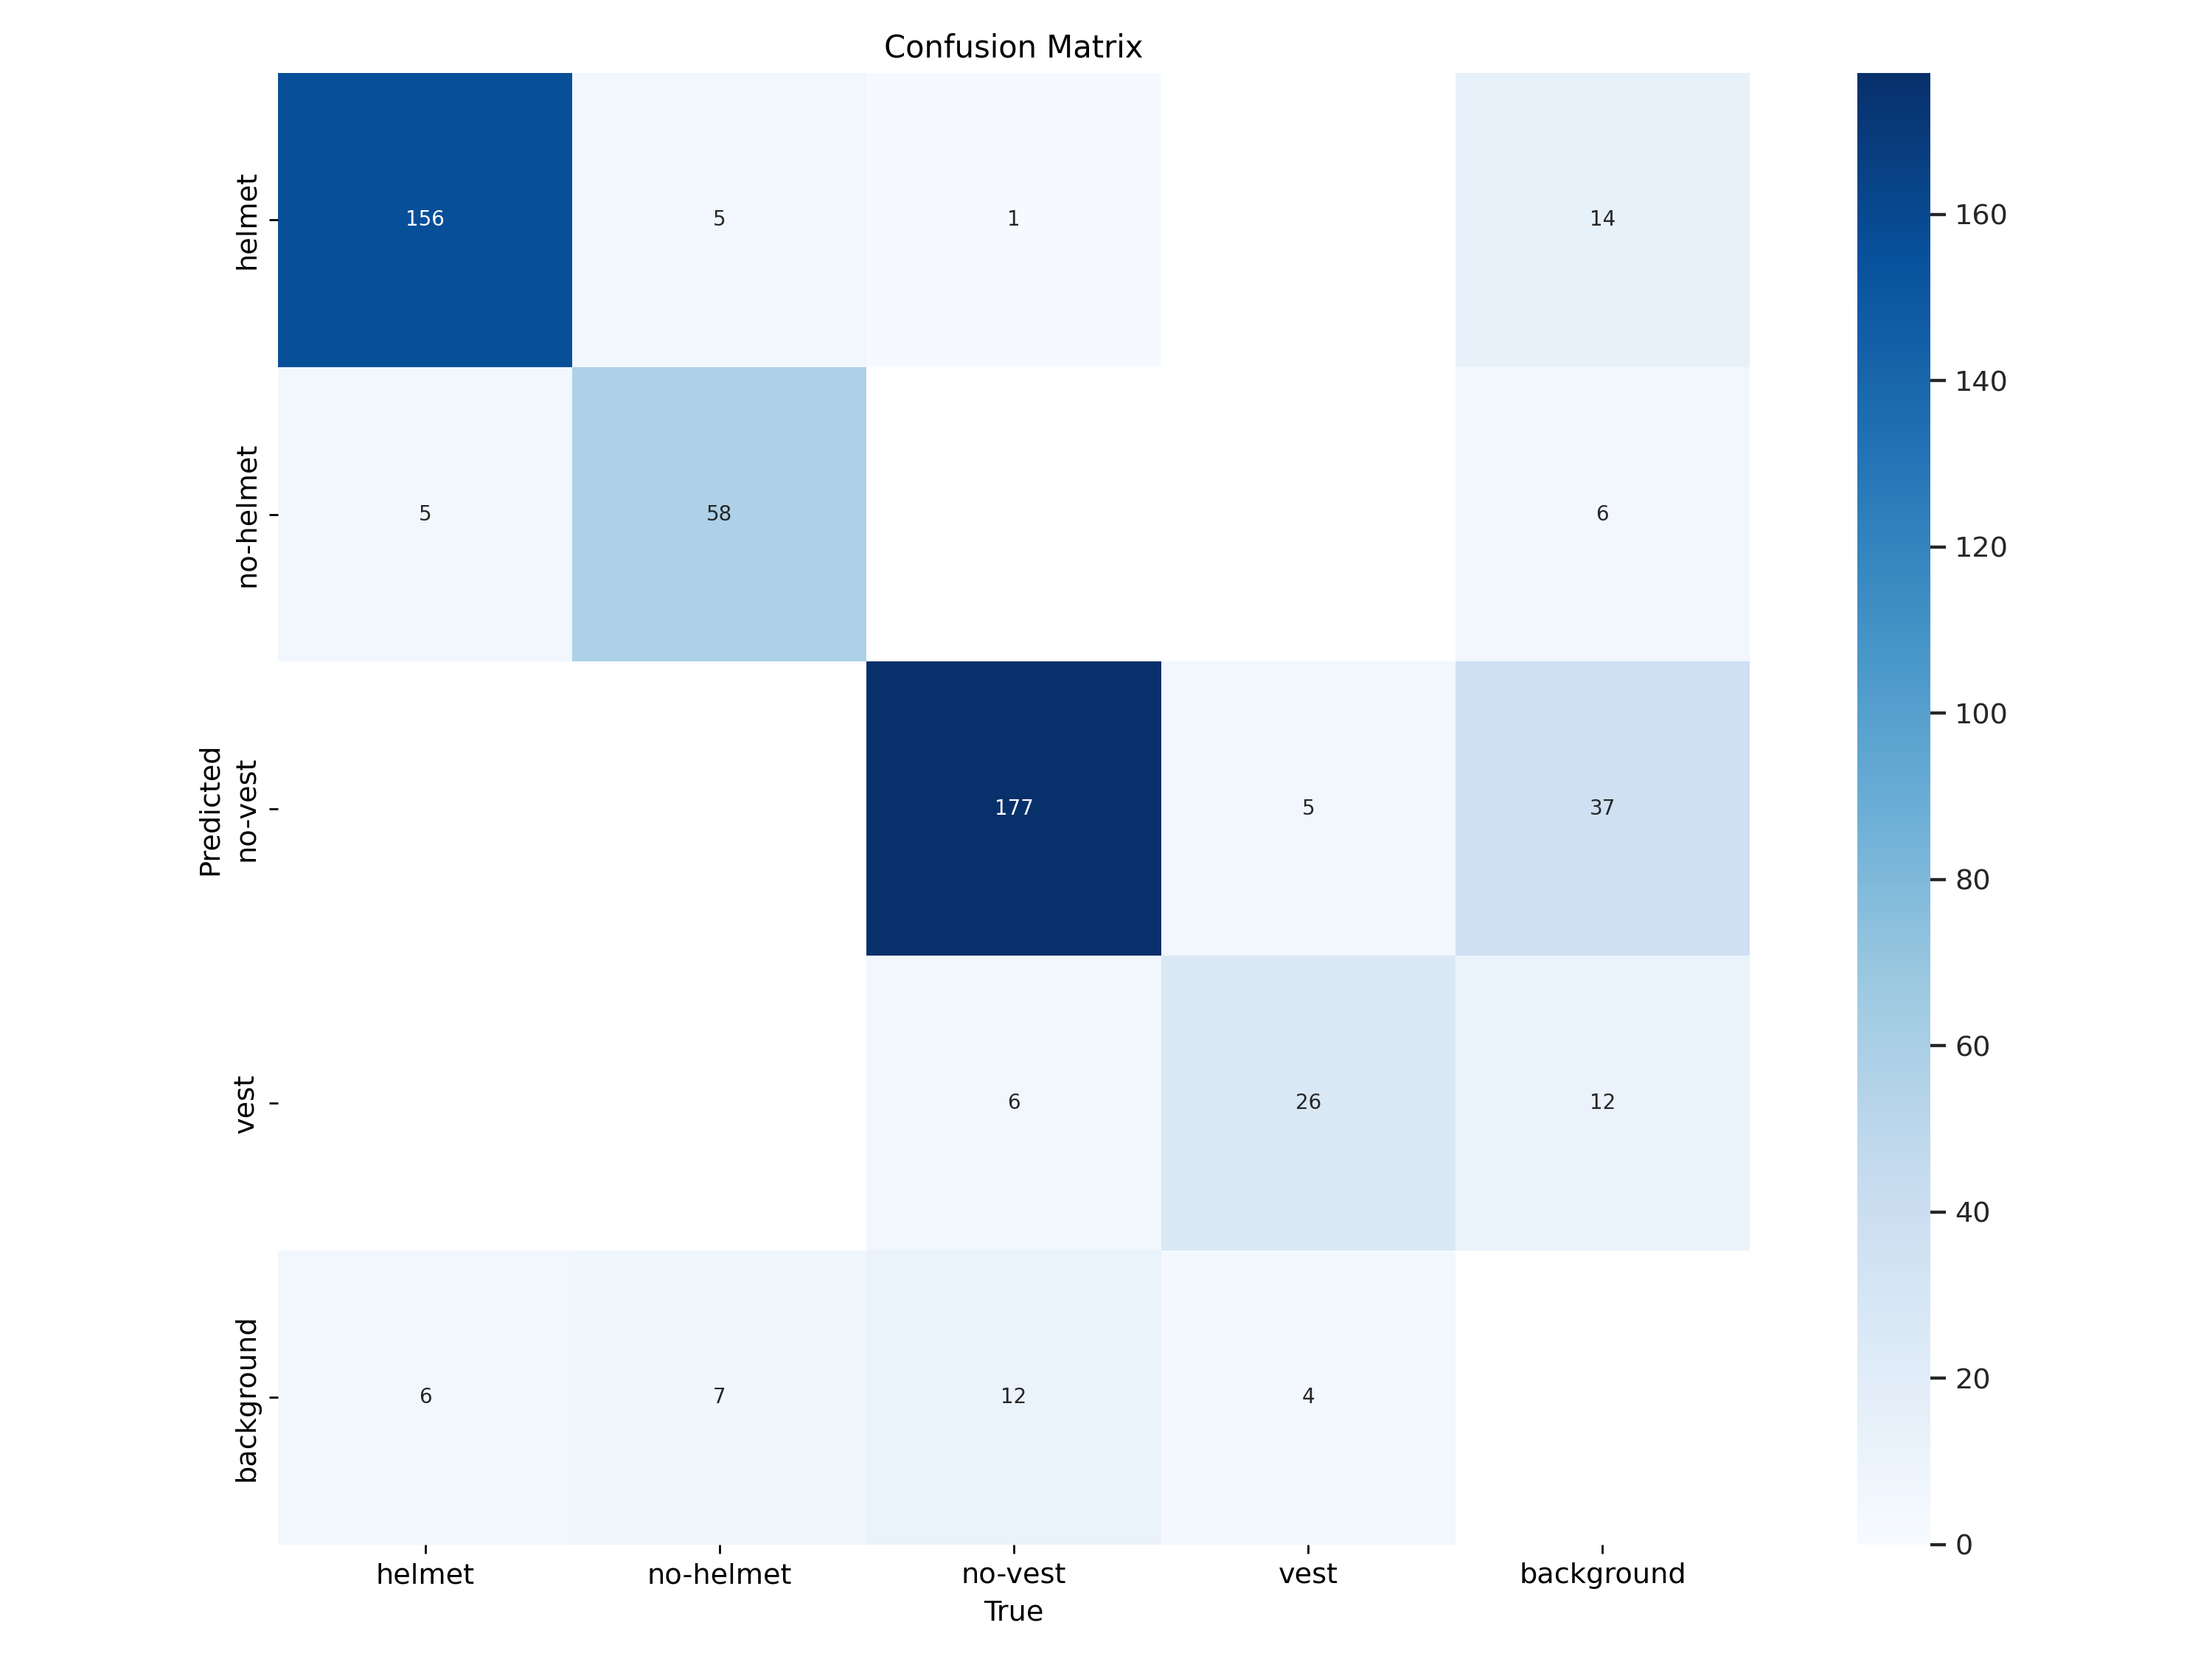 Confusion Matrix
helmet
156
5
1
14
160
140
no-helmet
5
58
6
120
100
Predicted
no-vest
177
5
37
80
60
vest
6
26
12
40
20
background
6
7
12
4
0
helmet
no-helmet
no-vest
vest
background
True